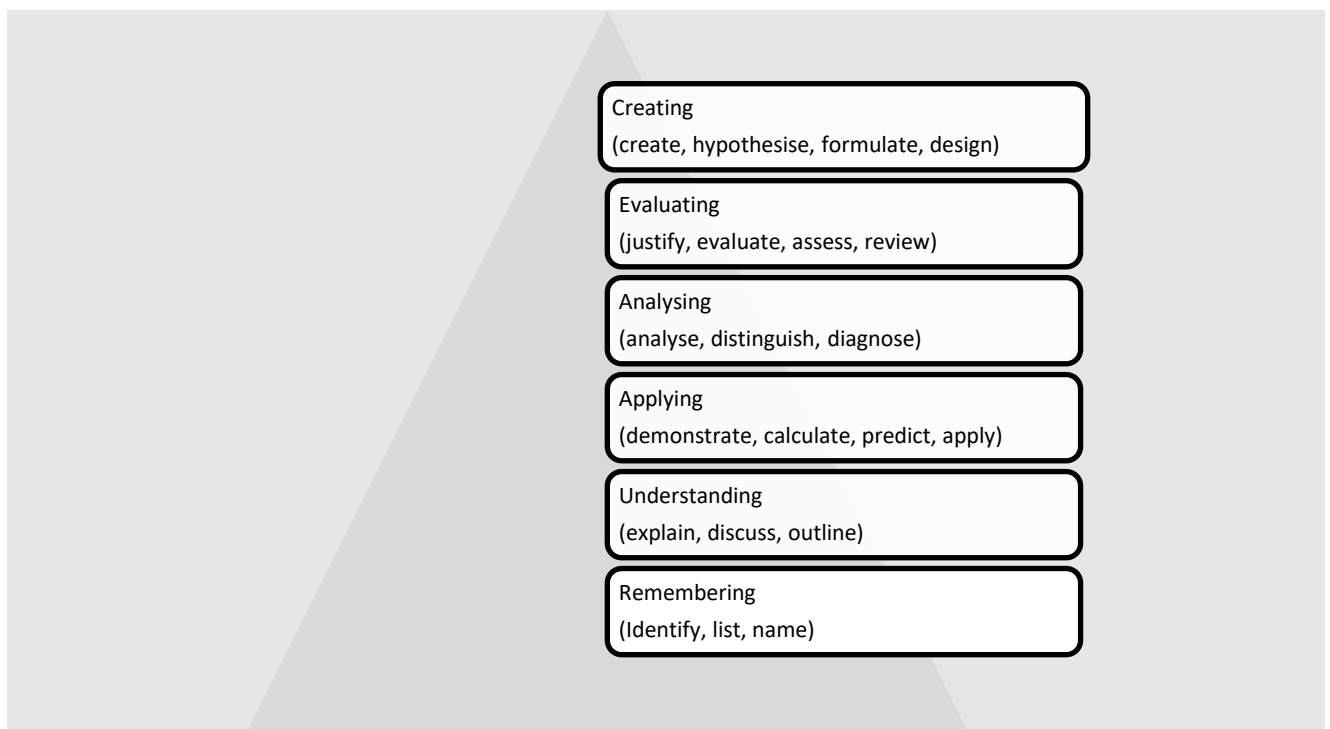 Creating
(create, hypothesise, formulate, design)
Evaluating
(justify, evaluate, assess, review)
Analysing
(analyse, distinguish, diagnose)
Applying
(demonstrate, calculate, predict, apply)
Understanding
(explain, discuss, outline)
Remembering
(Identify, list, name)